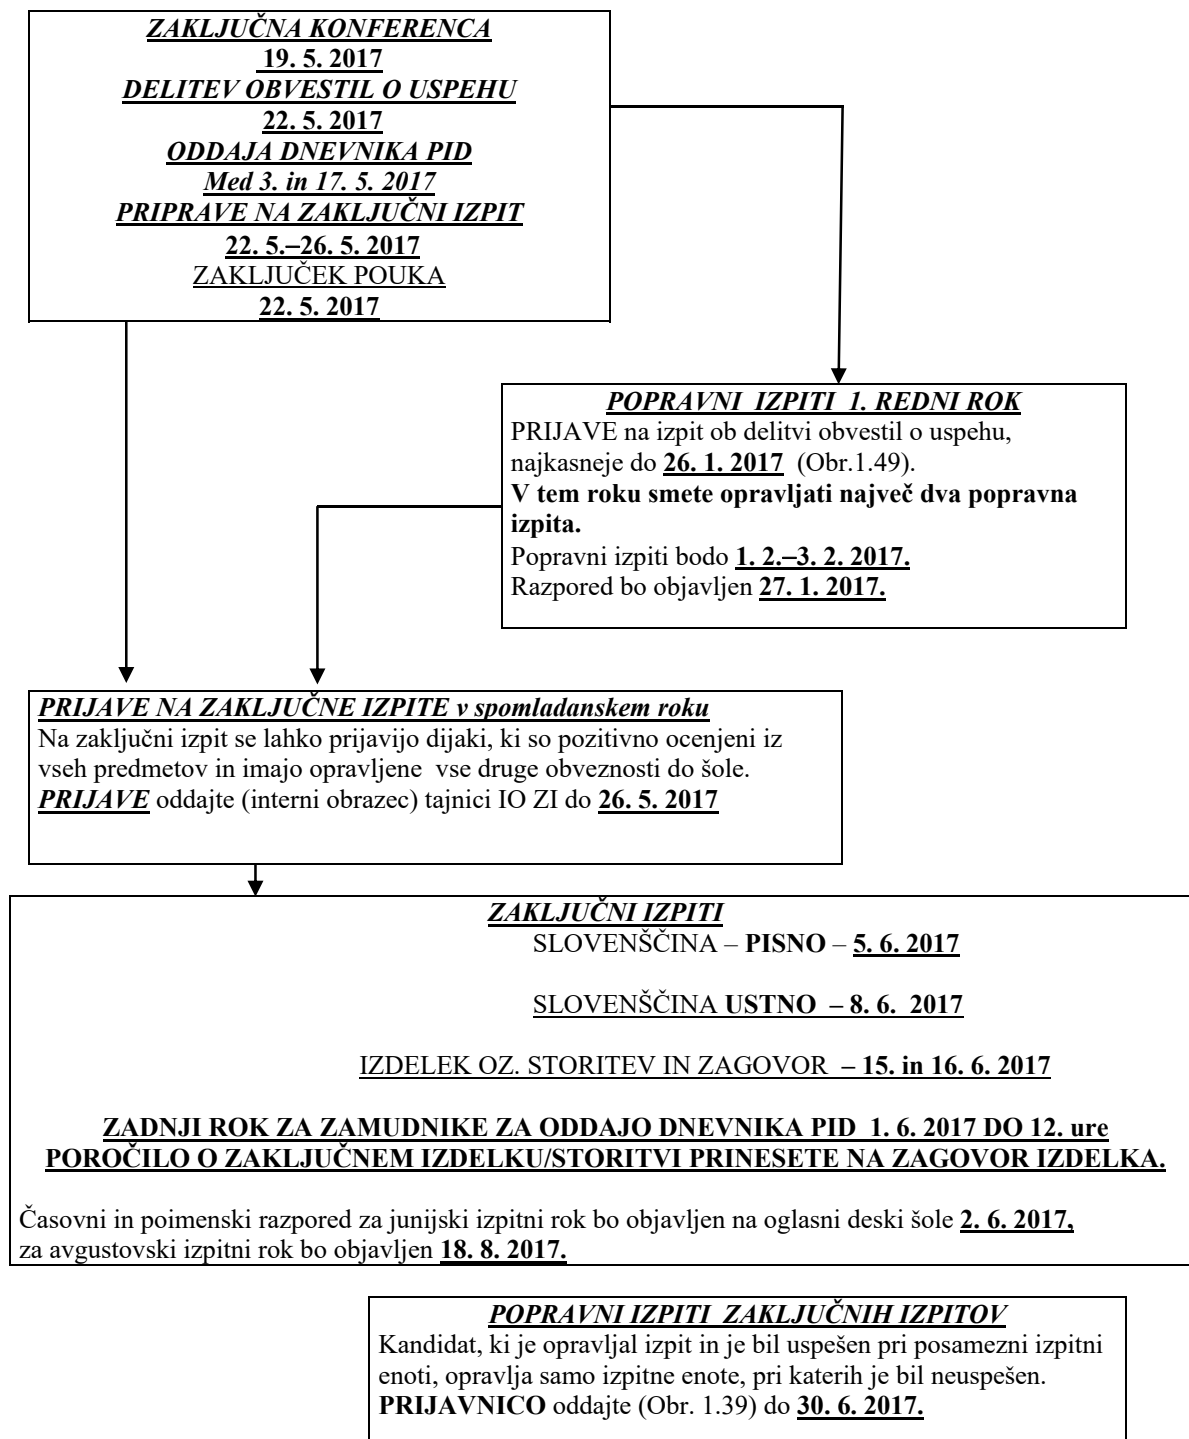 ZAKLJUČNA KONFERENCA
19. 5. 2017
DELITEV OBVESTIL O USPEHU
22. 5. 2017
ODDAJA DNEVNIKA PID
Med 3. in 17. 5. 2017
PRIPRAVE NA ZAKLJUČNI IZPIT
22. 5.–26. 5. 2017
ZAKLJUČEK POUKA
22. 5. 2017
POPRAVNI IZPITI 1. REDNI ROK
PRIJAVE na izpit ob delitvi obvestil o uspehu,
najkasneje do 26. 1. 2017 (Obr.1.49).
V tem roku smete opravljati največ dva popravna
izpita.
Popravni izpiti bodo 1. 2.–3. 2. 2017.
Razpored bo objavljen 27. 1. 2017.
PRIJAVE NA ZAKLJUČNE IZPITE v spomladanskem roku
Na zaključni izpit se lahko prijavijo dijaki, ki so pozitivno ocenjeni iz
vseh predmetov in imajo opravljene vse druge obveznosti do šole.
PRIJAVE oddajte (interni obrazec) tajnici IO ZI do 26. 5. 2017
ZAKLJUČNI IZPITI
SLOVENŠČINA – PISNO – 5. 6. 2017
SLOVENŠČINA USTNO – 8. 6. 2017
IZDELEK OZ. STORITEV IN ZAGOVOR – 15. in 16. 6. 2017
ZADNJI ROK ZA ZAMUDNIKE ZA ODDAJO DNEVNIKA PID 1. 6. 2017 DO 12. ure
POROČILO O ZAKLJUČNEM IZDELKU/STORITVI PRINESETE NA ZAGOVOR IZDELKA.
Časovni in poimenski razpored za junijski izpitni rok bo objavljen na oglasni deski šole 2. 6. 2017,
za avgustovski izpitni rok bo objavljen 18. 8. 2017.
POPRAVNI IZPITI ZAKLJUČNIH IZPITOV
Kandidat, ki je opravljal izpit in je bil uspešen pri posamezni izpitni
enoti, opravlja samo izpitne enote, pri katerih je bil neuspešen.
PRIJAVNICO oddajte (Obr. 1.39) do 30. 6. 2017.